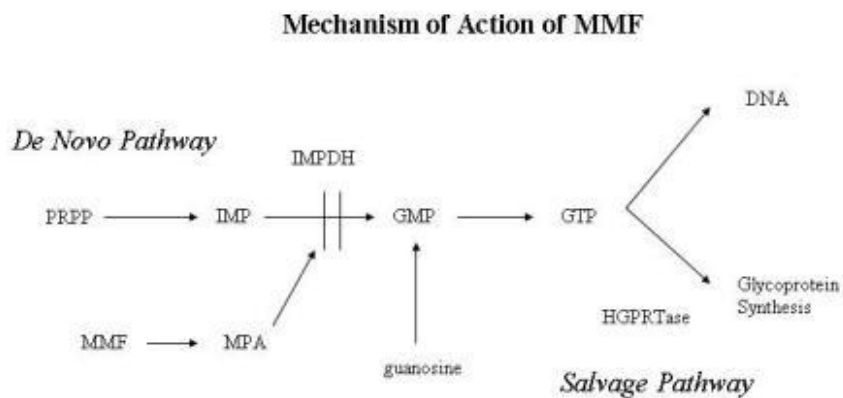 Mechanism of Action of MMF
DNA
De Novo Pathway
IMPDH
PRPP
IMP
GMP
GTP
Glycoprotein
Synthesis
HGPRTase
MMF
MPA
guanosine
Salvage Pathway